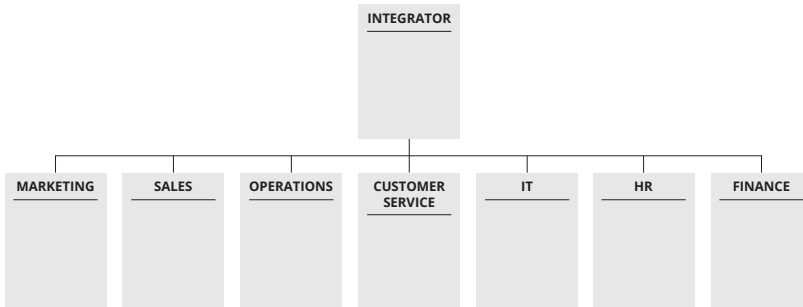 INTEGRATOR
MARKETING
SALES
OPERATIONS
CUSTOMER
SERVICE
IT
HR
FINANCE